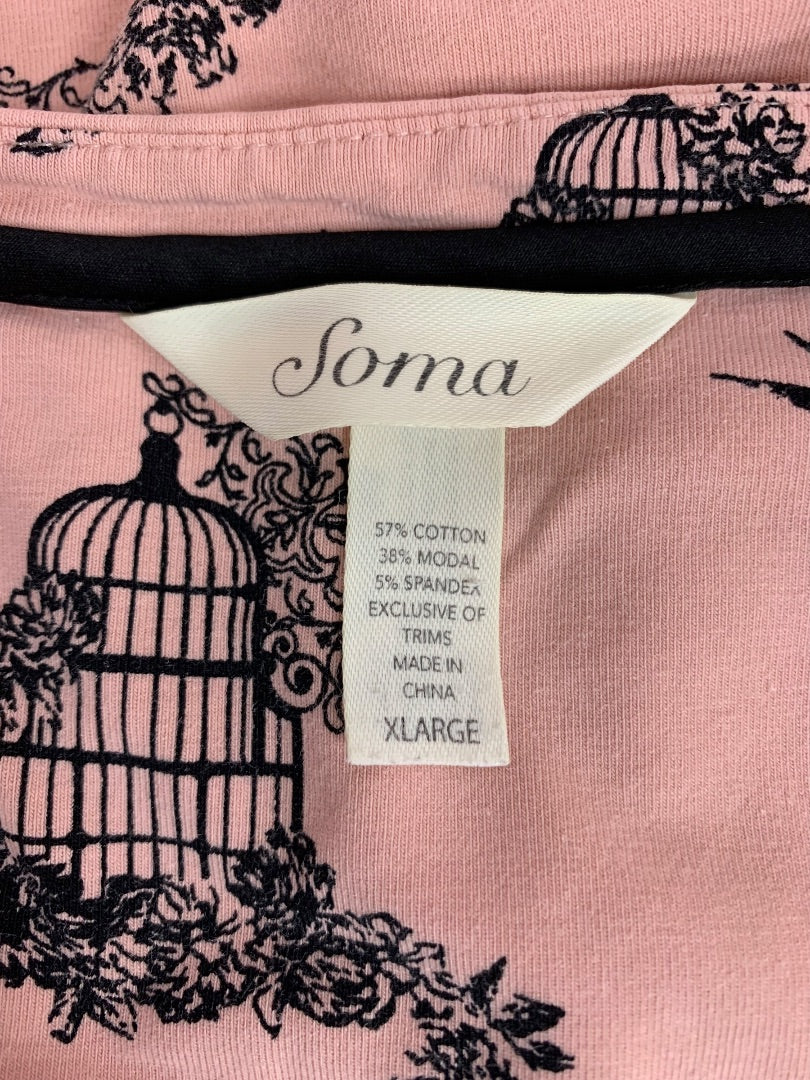 Soma
57% COTTON
38% MODAL
5% SPANDEX
EXCLUSIVE OF
TRIMS
MADE IN
CHINA
XLARGE